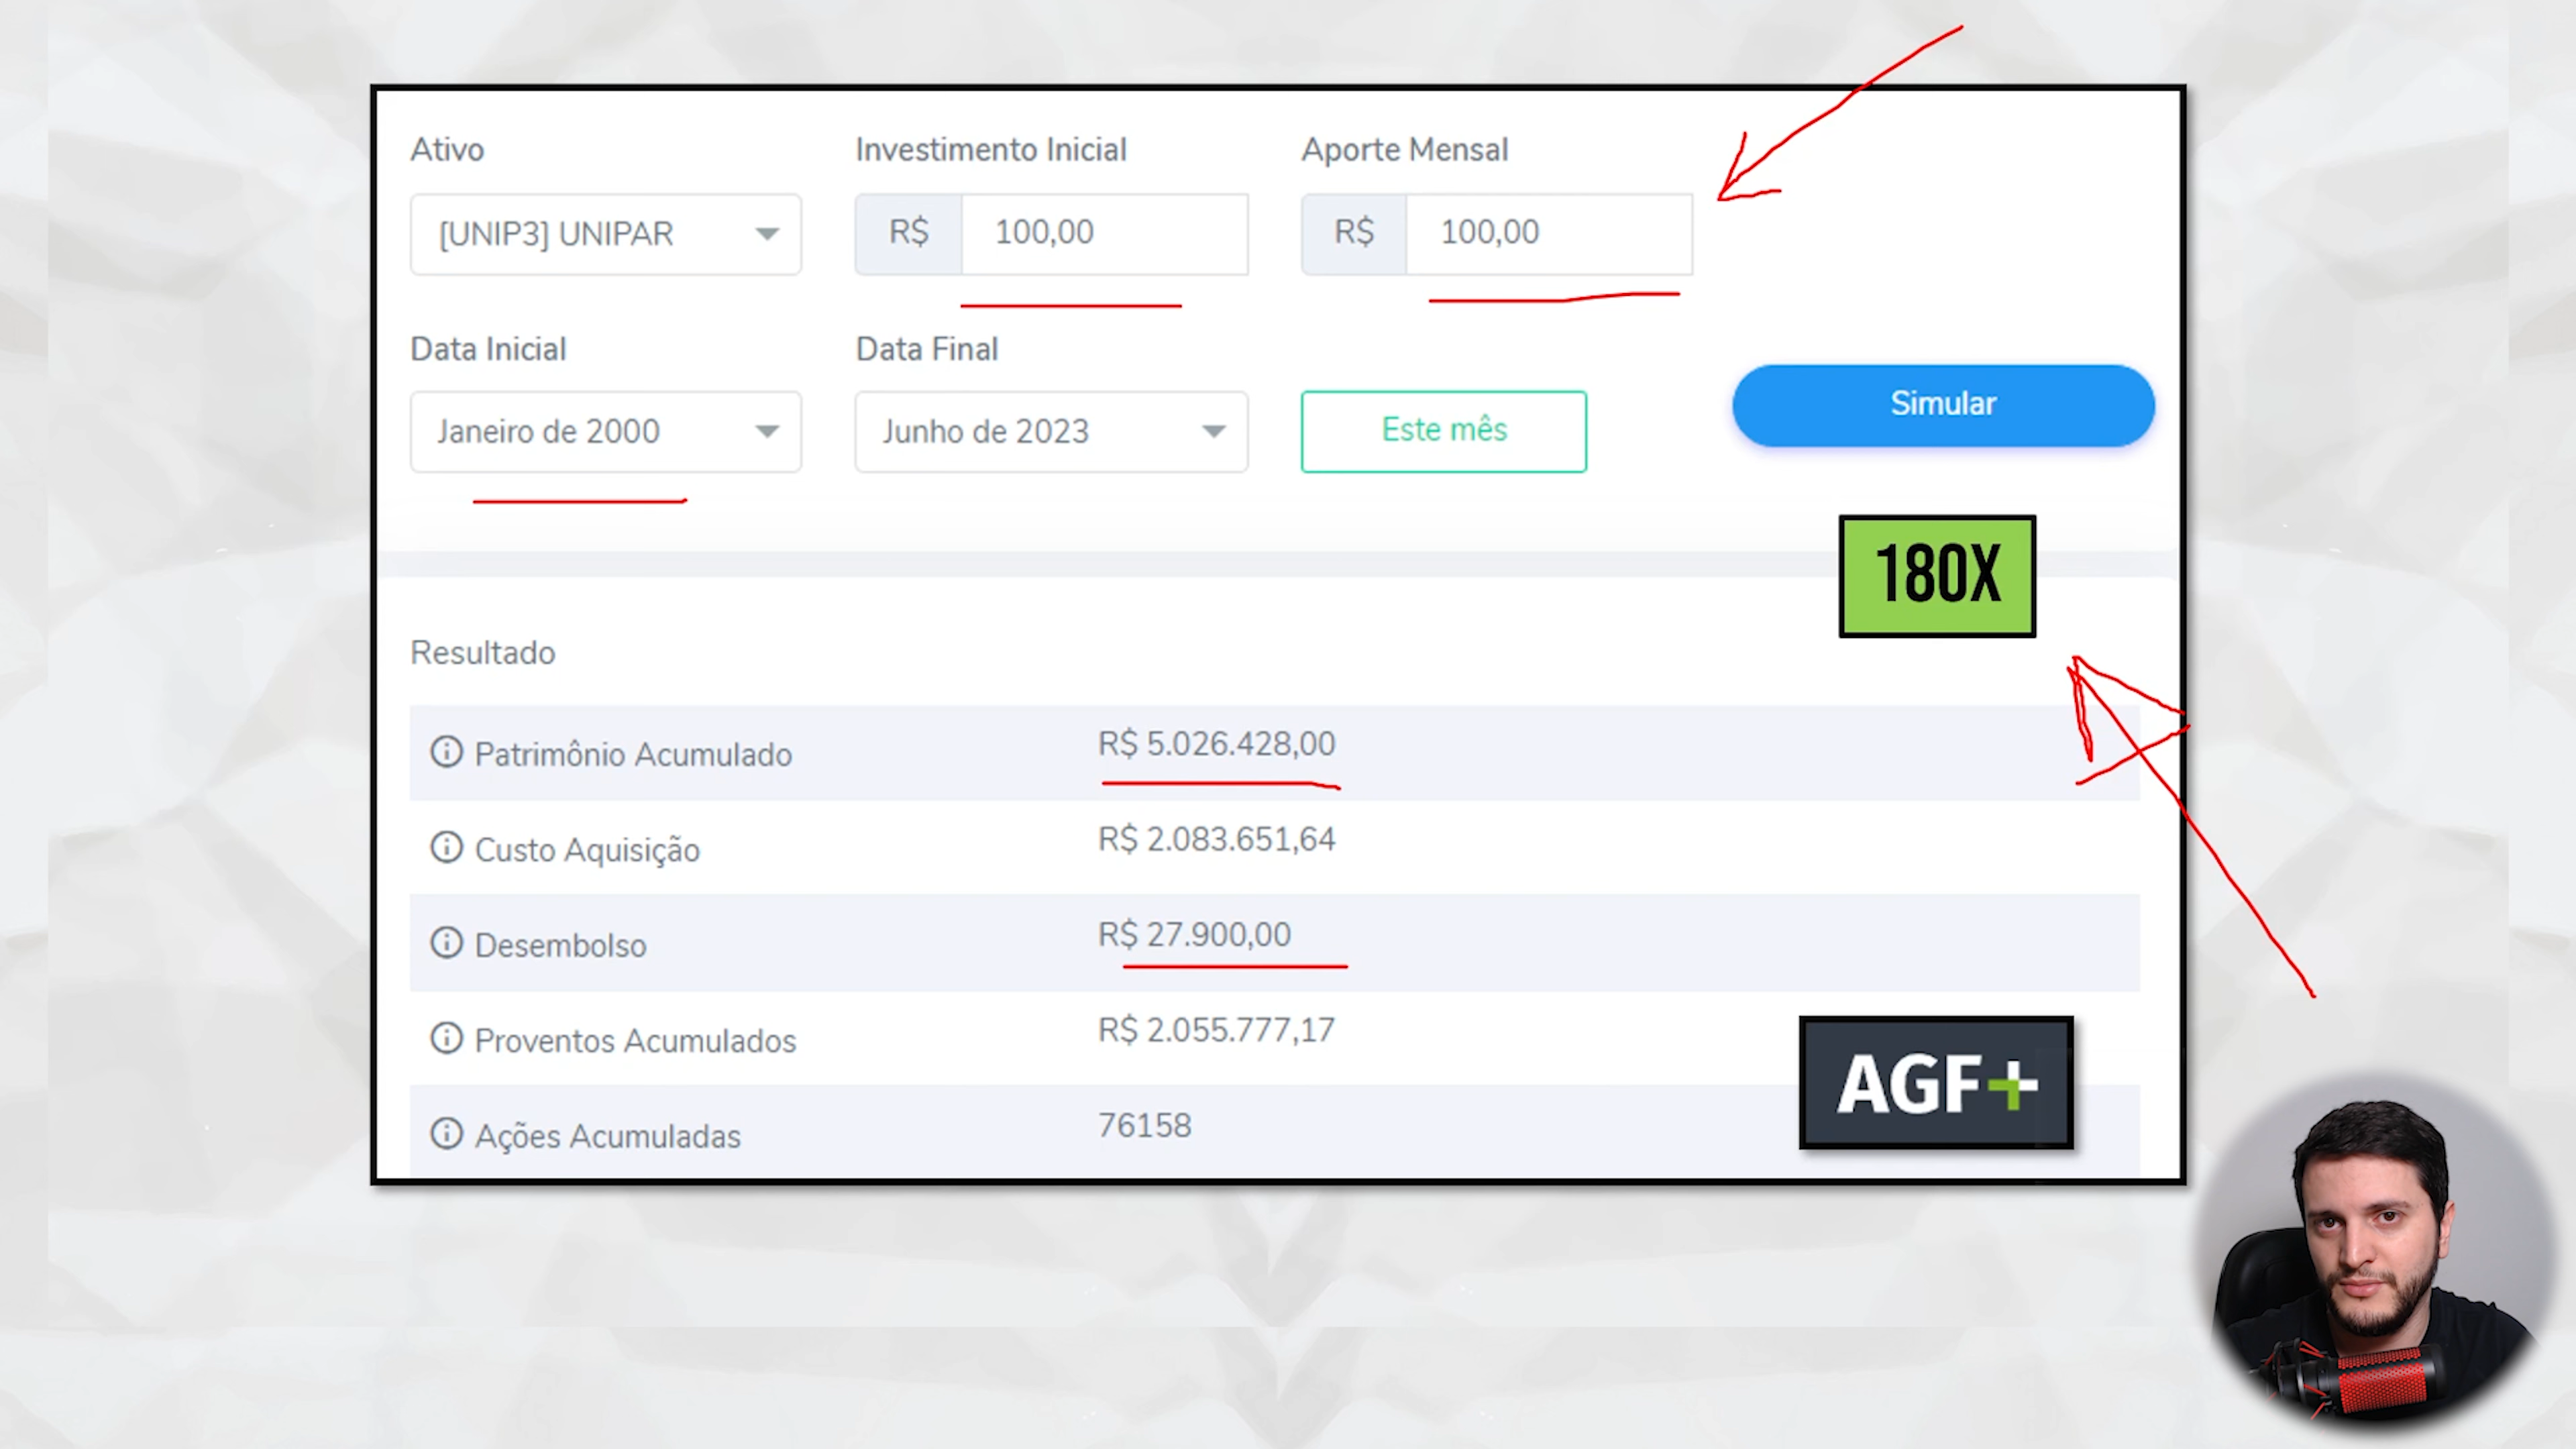 Ativo
Investimento Inicial
Aporte Mensal
[UNIP3] UNIPAR
R$ 100,00
R$ 100,00
Data Inicial
Data Final
Janeiro de 2000
Junho de 2023
Este mês
Simular
180X
Resultado
Patrimônio Acumulado R$ 5.026.428,00
Custo Aquisição R$ 2.083.651,64
Desembolso R$ 27.900,00
Proventos Acumulados R$ 2.055.777,17
Ações Acumuladas 76158
AGF+